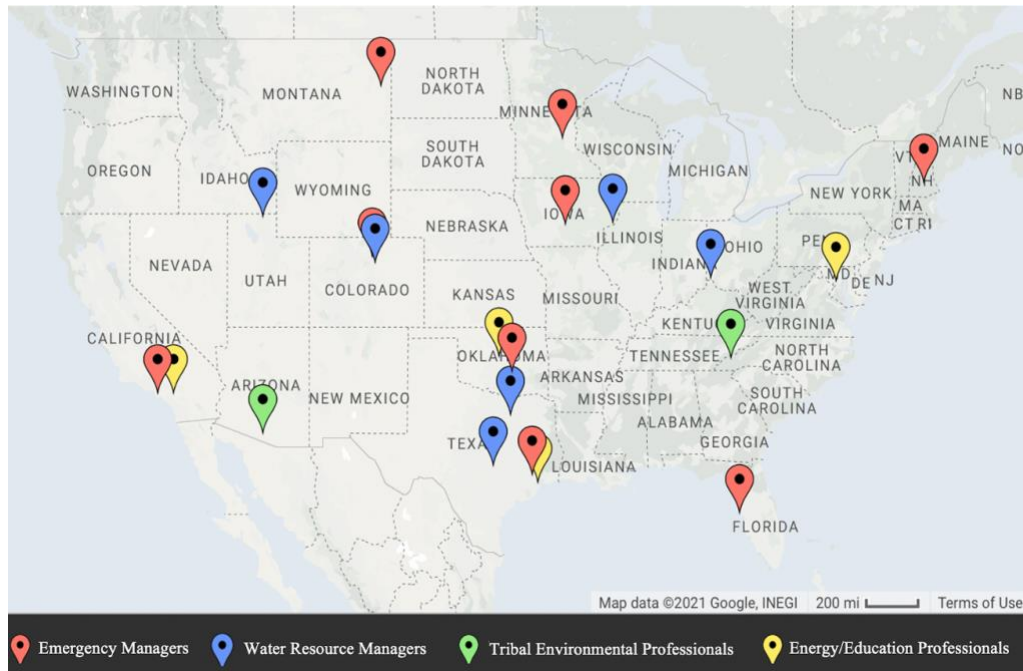 WASHINGTON
MONTANA
NORTH
DAKOTA
MINNE TA
NB
MAINE
VT
NH
NO
OREGON
IDAHO
SOUTH
DAKOTA
WISCONSIN
MICHIGAN
WYOMING
NEW YORK
MA
CT RI
IOWA
NEBRASKA
ILLINOIS
OHIO
PEN
NEVADA
UTAH
COLORADO
INDIANA
MD
DE NJ
KANSAS
MISSOURI
WEST
VIRGINIA
CALIFORNIA
KENTU
VIRGINIA
OKLAHOMA
TENNESSEE
NORTH
CAROLINA
ARIZONA
NEW MEXICO
ARKANSAS
MISSISSIPPI
SOUTH
CAROLINA
ALABAMA
TEXA
GEORGIA
LOUISIANA
FLORIDA
Map data ©2021 Google, INEGI 200 mi Terms of Use
Emergency Managers Water Resource Managers Tribal Environmental Professionals Energy/Education Professionals